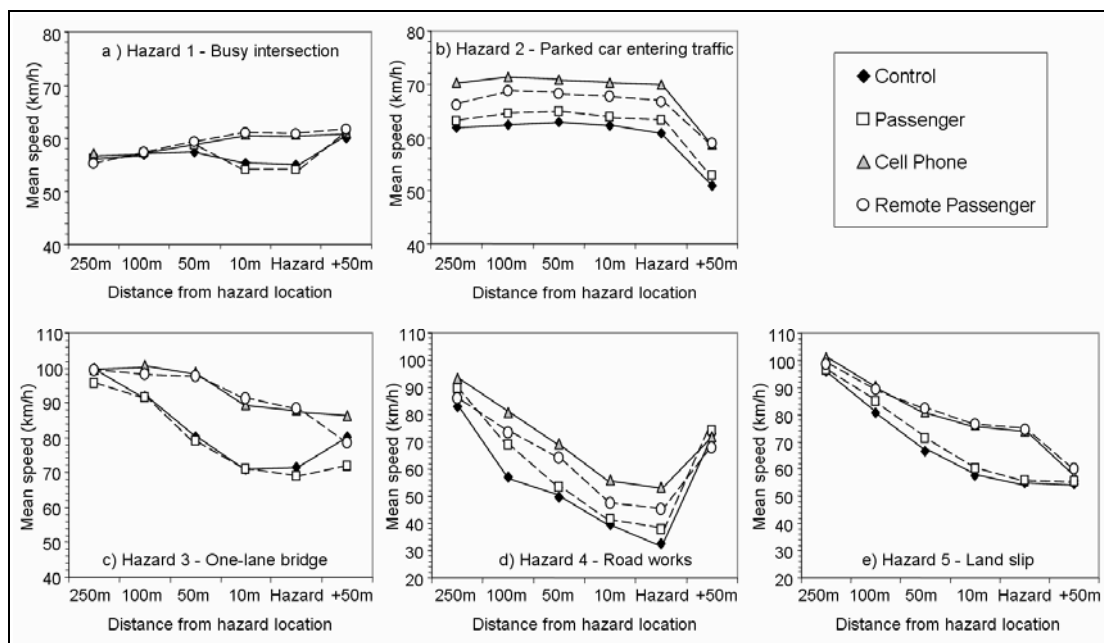 a ) Hazard 1 - Busy intersection
Mean speed (km/h)
80
70
60
50
40
250m 100m 50m 10m Hazard +50m
Distance from hazard location
b) Hazard 2 - Parked car entering traffic
Mean speed (km/h)
80
70
60
50
40
250m 100m 50m 10m Hazard +50m
Distance from hazard location
Control
Passenger
Cell Phone
Remote Passenger
Mean speed (km/h)
110
100
90
80
70
60
50
40
c) Hazard 3 - One-lane bridge
250m 100m 50m 10m Hazard +50m
Distance from hazard location
Mean speed (km/h)
110
100
90
80
70
60
50
40
30
20
d) Hazard 4 - Road works
250m 100m 50m 10m Hazard +50m
Distance from hazard location
Mean speed (km/h)
110
100
90
80
70
60
50
40
30
20
e) Hazard 5 - Land slip
250m 100m 50m 10m Hazard +50m
Distance from hazard location